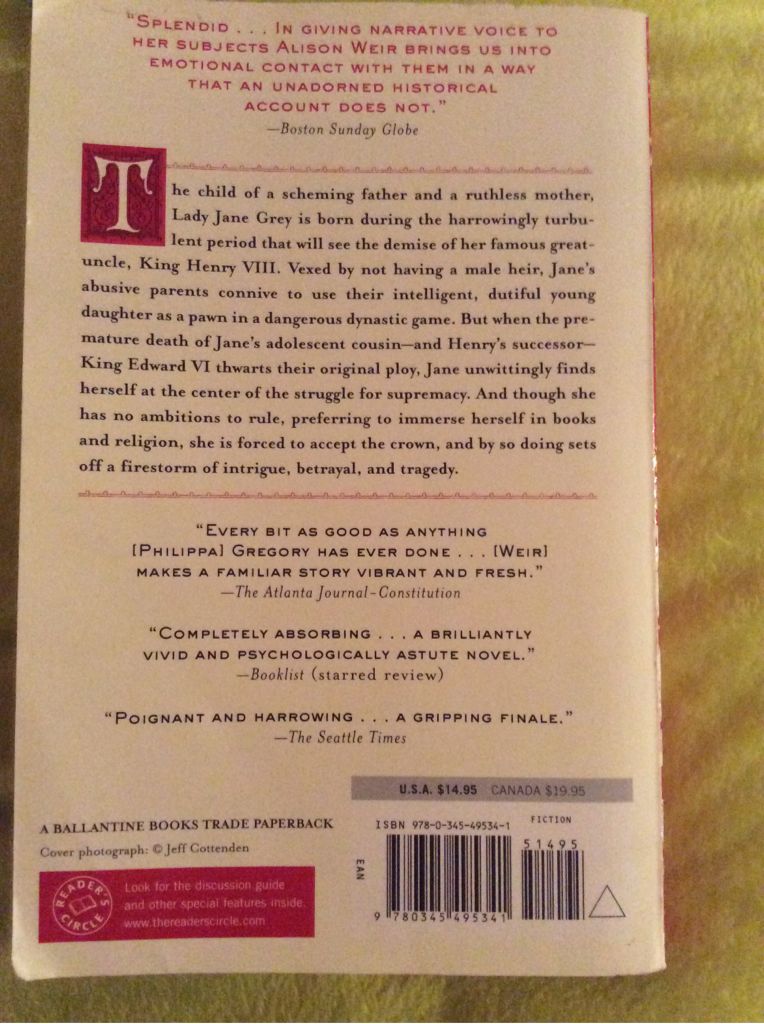 "Splendid . . . In giving narrative voice to
her subjects Alison Weir brings us into
emotional contact with them in a way
that an unadorned historical
account does not."
—Boston Sunday Globe
The child of a scheming father and a ruthless mother,
Lady Jane Grey is born during the harrowingly turbu-
lent period that will see the demise of her famous great-
uncle, King Henry VIII. Vexed by not having a male heir, Jane's
abusive parents connive to use their intelligent, dutiful young
daughter as a pawn in a dangerous dynastic game. But when the pre-
mature death of Jane's adolescent cousin—and Henry's successor—
King Edward VI thwarts their original ploy, Jane unwittingly finds
herself at the center of the struggle for supremacy. And though she
has no ambitions to rule, preferring to immerse herself in books
and religion, she is forced to accept the crown, and by so doing sets
off a firestorm of intrigue, betrayal, and tragedy.
"Every bit as good as anything
[Philippa] Gregory has ever done . . . [Weir]
makes a familiar story vibrant and fresh."
—The Atlanta Journal-Constitution
"Completely absorbing . . . a brilliantly
vivid and psychologically astute novel."
—Booklist (starred review)
"Poignant and harrowing . . . a gripping finale."
—The Seattle Times
U.S.A. $14.95 CANADA $19.95
A BALLANTINE BOOKS TRADE PAPERBACK
Cover photograph: © Jeff Cottenden
READER'S CIRCLE
Look for the discussion guide
and other special features inside.
www.thereaderscircle.com
ISBN 978-0-345-49534-1
FICTION
51495
EAN
9 780345 495341